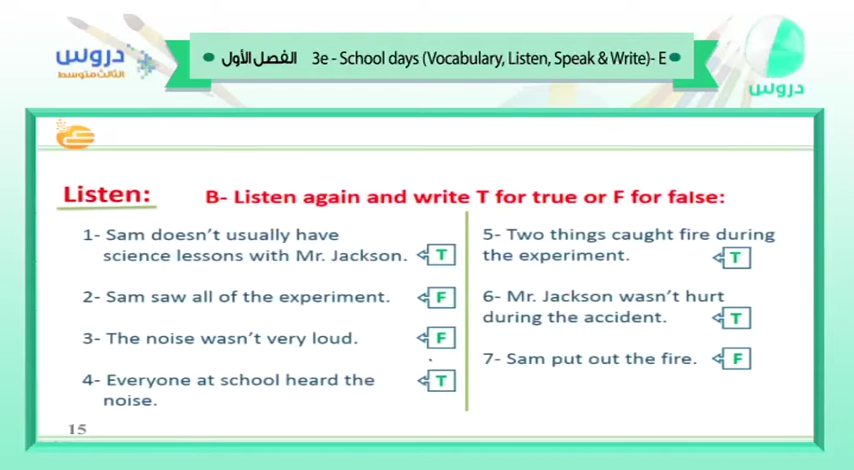 دروس
الثالث متوسط
3e - School days (Vocabulary, Listen, Speak & Write)- E الفصل الأول
دروس
Listen:
B- Listen again and write T for true or F for false:
1- Sam doesn't usually have
science lessons with Mr. Jackson. T
2- Sam saw all of the experiment. F
3- The noise wasn't very loud. F
4- Everyone at school heard the T
noise.
5- Two things caught fire during
the experiment. T
6- Mr. Jackson wasn't hurt
during the accident. T
7- Sam put out the fire. F
15